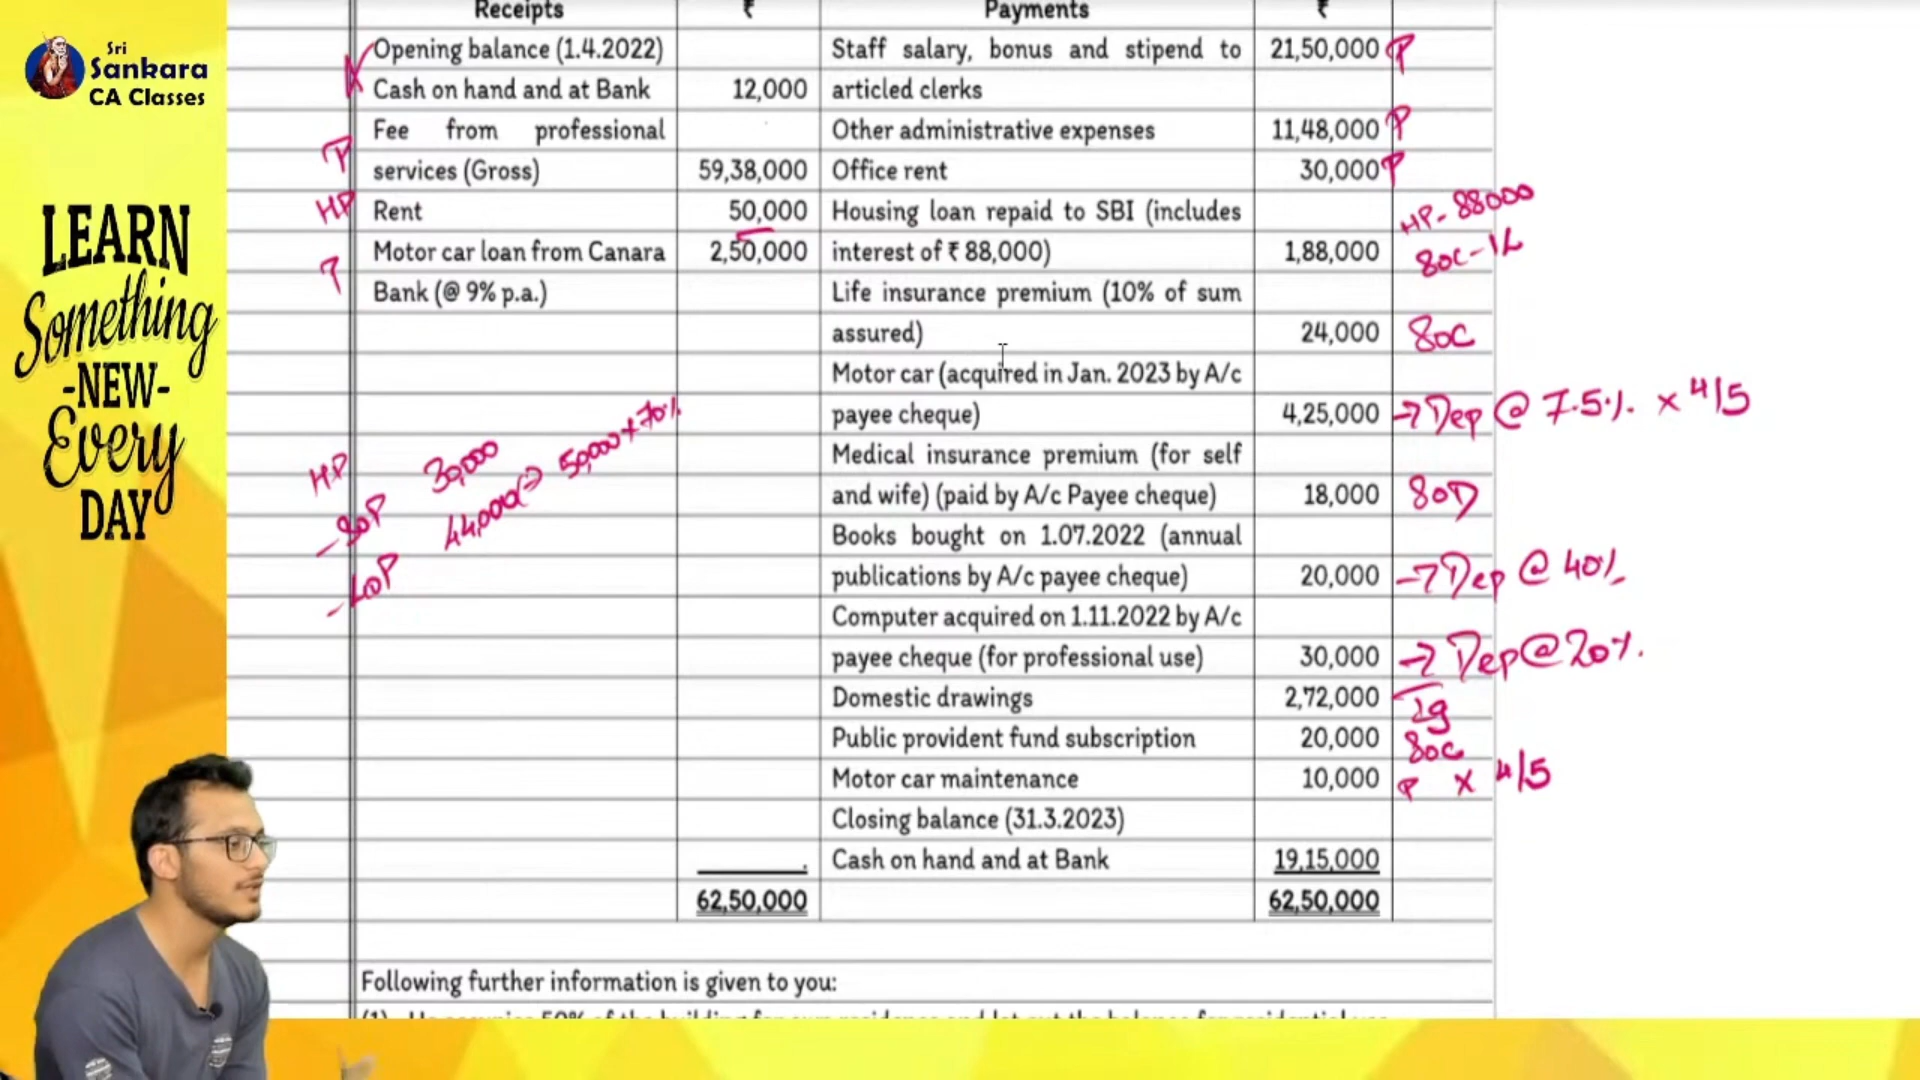 Sri
Sankara
CA Classes
LEARN
Something
-NEW-
Every
DAY
Receipts ₹ Payments ₹
Opening balance (1.4.2022) Staff salary, bonus and stipend to 21,50,000 P
Cash on hand and at Bank 12,000 articled clerks
Fee from professional Other administrative expenses 11,48,000 P
P services (Gross) 59,38,000 Office rent 30,000 P
HP Rent 50,000 Housing loan repaid to SBI (includes HP-88000
Motor car loan from Canara 2,50,000 interest of ₹ 88,000) 1,88,000 80C-1L
? Bank (@ 9% p.a.) Life insurance premium (10% of sum
assured) 24,000 80C
Motor car (acquired in Jan. 2023 by A/c
payee cheque) 4,25,000 → Dep @ 7.5%. x 4/5
HP 30,000 Medical insurance premium (for self
44,000 → 50,000 x 70% and wife) (paid by A/c Payee cheque) 18,000 80D
Books bought on 1.07.2022 (annual
publications by A/c payee cheque) 20,000 → Dep @ 40%
Computer acquired on 1.11.2022 by A/c
payee cheque (for professional use) 30,000 → Dep @ 20%.
Domestic drawings 2,72,000 Ig
Public provident fund subscription 20,000 80C
Motor car maintenance 10,000 P x 4/5
Closing balance (31.3.2023)
Cash on hand and at Bank 19,15,000
62,50,000 62,50,000
Following further information is given to you: